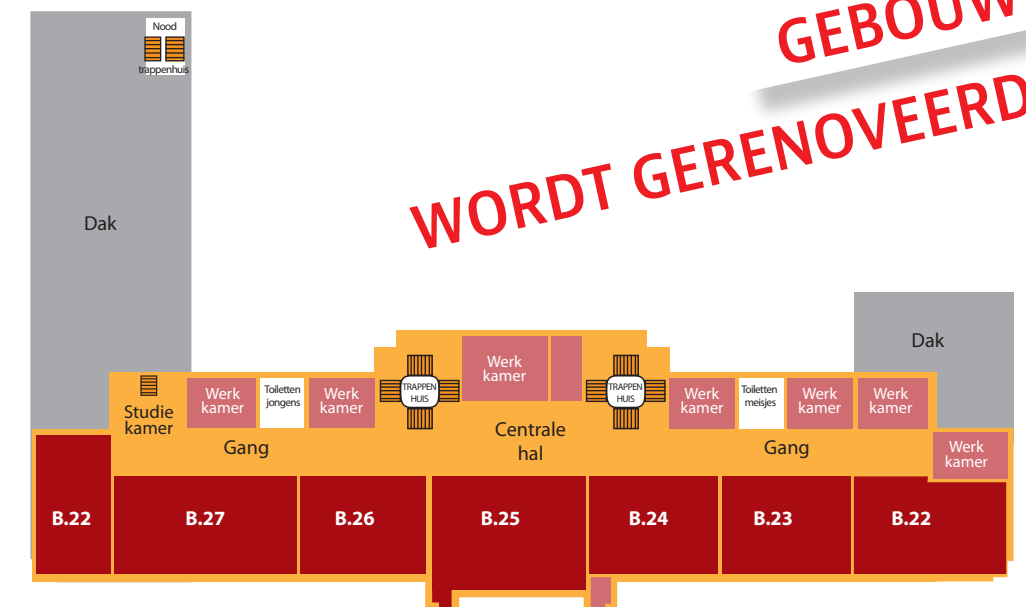 GEBOUW
WORDT GERENOVEERD
Nood
trappenhuis
Dak
Dak
Werk
kamer
Studie
kamer
Werk
kamer
Toiletten
jongens
Werk
kamer
TRAPPEN
HUIS
TRAPPEN
HUIS
Werk
kamer
Toiletten
meisjes
Werk
kamer
Werk
kamer
Gang
Centrale
hal
Gang
Werk
kamer
B.22
B.27
B.26
B.25
B.24
B.23
B.22